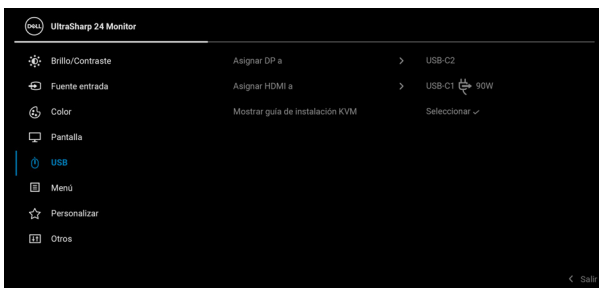 DELL UltraSharp 24 Monitor
Brillo/Contraste
Asignar DP a > USB-C2
Fuente entrada
Asignar HDMI a > USB-C1 90W
Color
Mostrar guía de instalación KVM Seleccionar ✓
Pantalla
USB
Menú
Personalizar
Otros
< Salir